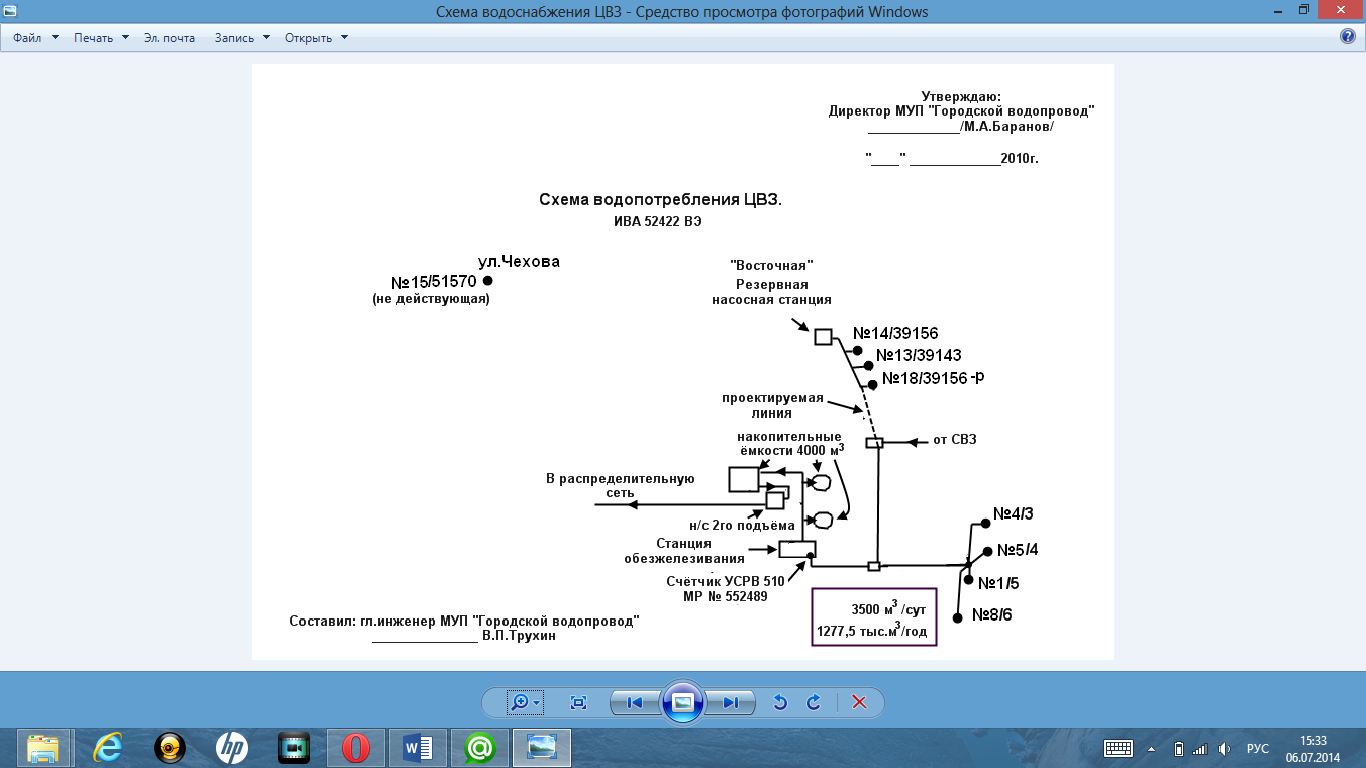 Схема водоснабжения ЦВЗ - Средство просмотра фотографий Windows
Файл Печать Эл. почта Запись Открыть
Утверждаю:
Директор МУП "Городской водопровод"
____________/М.А.Баранов/
"____" ____________2010г.
Схема водопотребления ЦВЗ.
ИВА 52422 ВЭ
ул.Чехова
№15/51570
(не действующая)
"Восточная"
Резервная
насосная станция
№14/39156
№13/39143
№18/39156 -р
проектируемая
линия
от СВЗ
накопительные
ёмкости 4000 м3
В распределительную
сеть
н/с 2го подъёма
Станция
обезжелезивания
Счётчик УСРВ 510
МР № 552489
№4/3
№5/4
№1/5
№8/6
3500 м3 /сут
1277,5 тыс.м3/год
Составил: гл.инженер МУП "Городской водопровод"
______________ В.П.Трухин
РУС
15:33
06.07.2014